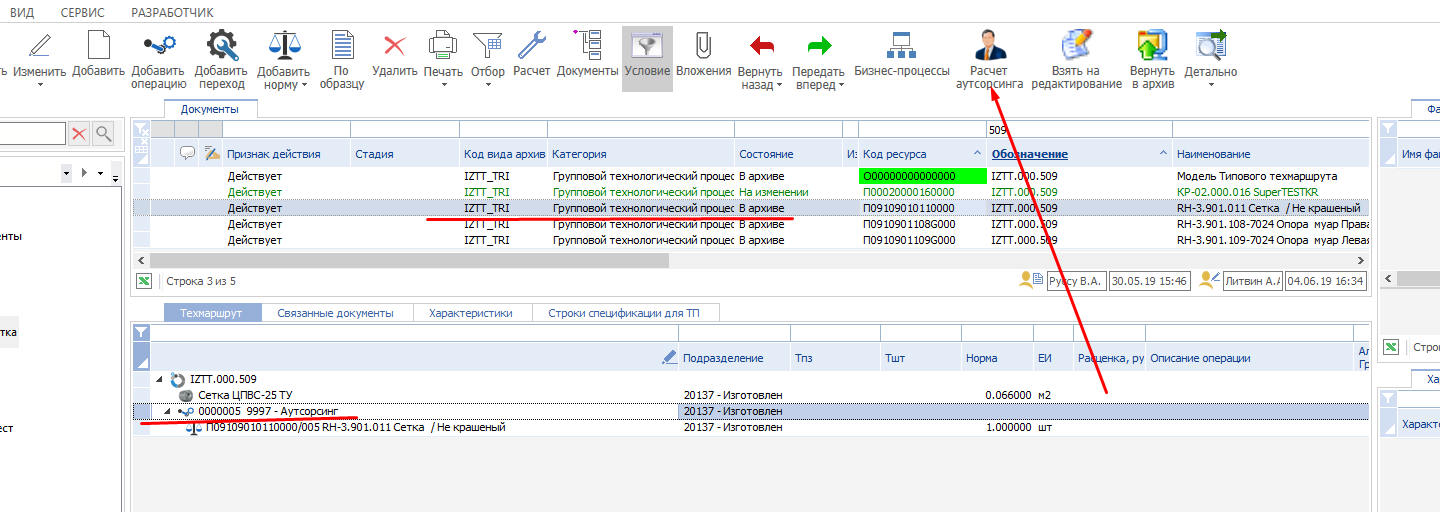 ВИД СЕРВИС РАЗРАБОТЧИК
Изменить Добавить Добавить операцию Добавить переход Добавить норму По образцу Удалить Печать Отбор Расчет Документы Условие Вложения Вернуть назад Передать вперед Бизнес-процессы Расчет аутсорсинга Взять на редактирование Вернуть в архив Детально
Документы
509
Признак действия Стадия Код вида архив Категория Состояние Из Код ресурса Обозначение Наименование
Действует IZTT_TRI Групповой технологический процес В архиве О00000000000000 IZTT.000.509 Модель Типового техмаршрута
Действует IZTT_TRI Групповой технологический процес На изменении П00020000160000 IZTT.000.509 КР-02.000.016 SuperTESTKR
Действует IZTT_TRI Групповой технологический процес В архиве П09109010110000 IZTT.000.509 RH-3.901.011 Сетка / Не крашеный
Действует IZTT_TRI Групповой технологический процес В архиве П0910901108G000 IZTT.000.509 RH-3.901.108-7024 Опора муар Права
Действует IZTT_TRI Групповой технологический процес В архиве П0910901109G000 IZTT.000.509 RH-3.901.109-7024 Опора муар Левая
Строка 3 из 5 Руссу В.А. 30.05.19 15:46 Литвин А.А 04.06.19 16:34
Техмаршрут Связанные документы Характеристики Строки спецификации для ТП
Подразделение Тпз Тшт Норма ЕИ Расценка, ру Описание операции Ал Гр
IZTT.000.509
Сетка ЦПВС-25 ТУ 20137 - Изготовлен 0.066000 м2
0000005 9997 - Аутсорсинг 20137 - Изготовлен
П09109010110000/005 RH-3.901.011 Сетка / Не крашеный 20137 - Изготовлен 1.000000 шт
енты
тка
ест
Фа
Имя фай
Стро
Хар
Характе